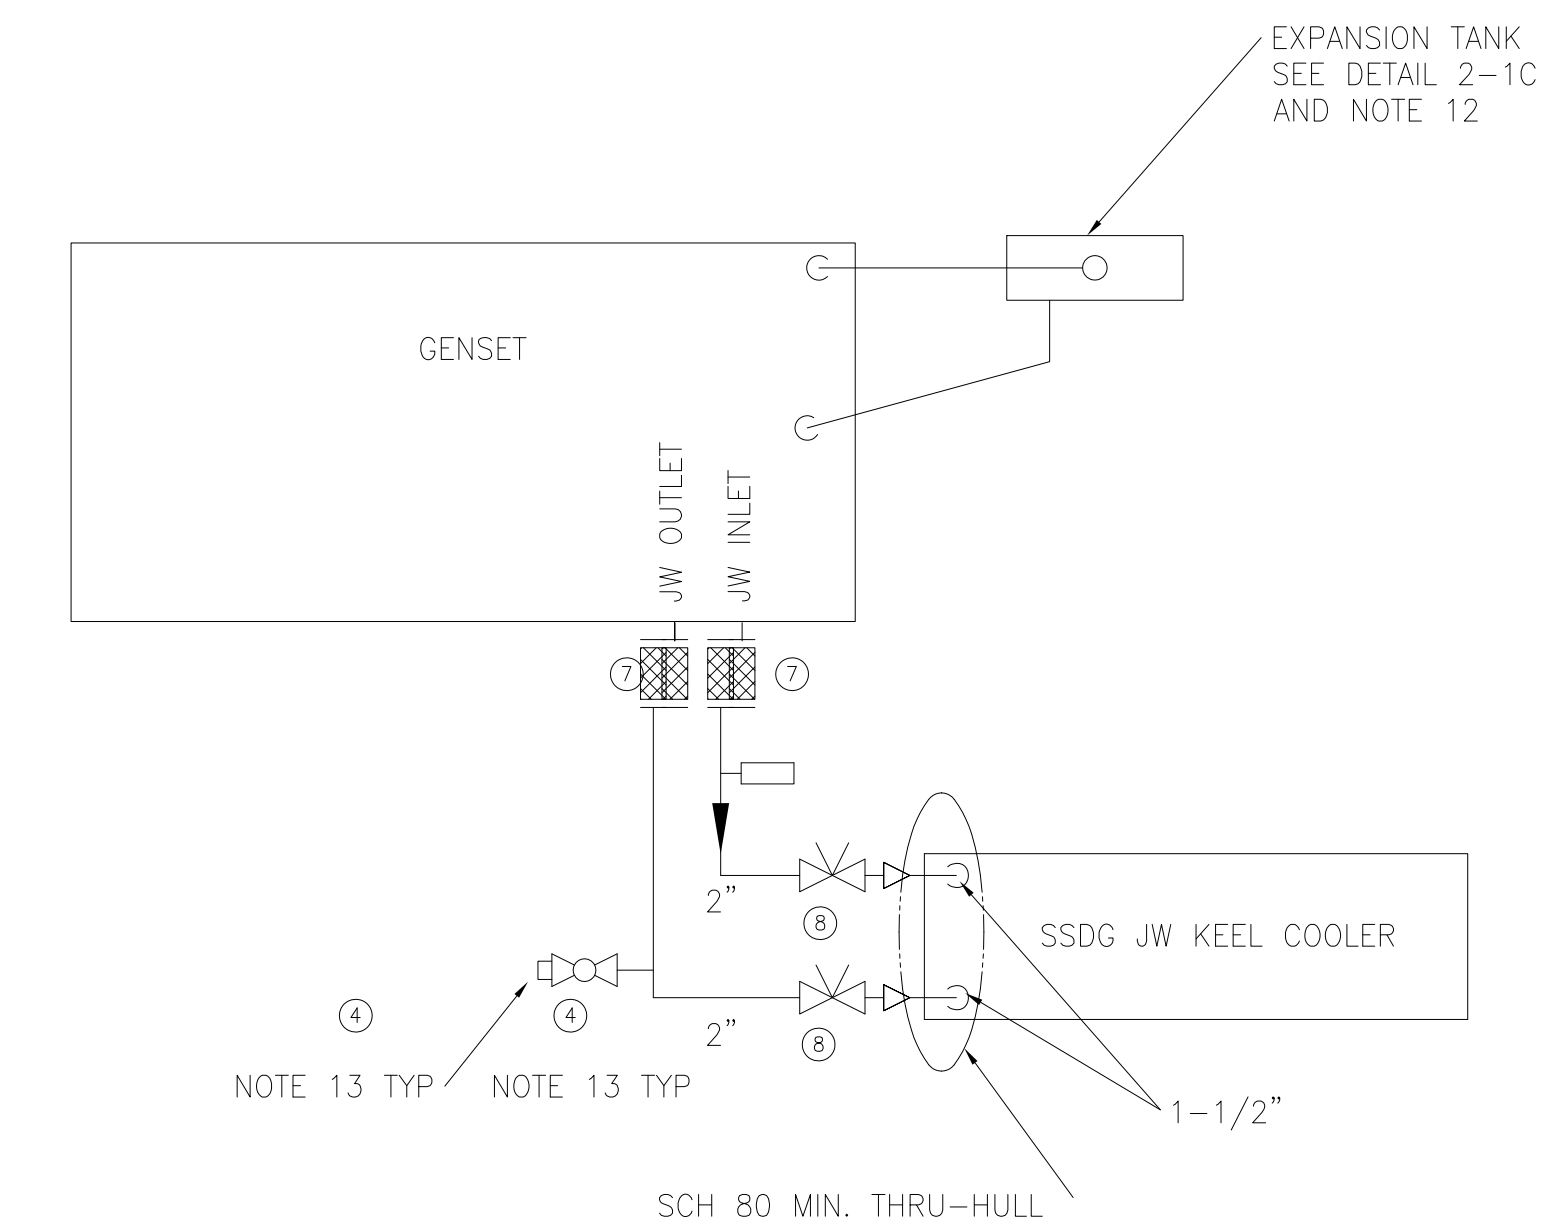 EXPANSION TANK
SEE DETAIL 2-1C
AND NOTE 12
GENSET
JW OUTLET
JW INLET
7
7
2"
8
SSDG JW KEEL COOLER
4
4
2"
8
NOTE 13 TYP
NOTE 13 TYP
1-1/2"
SCH 80 MIN. THRU-HULL